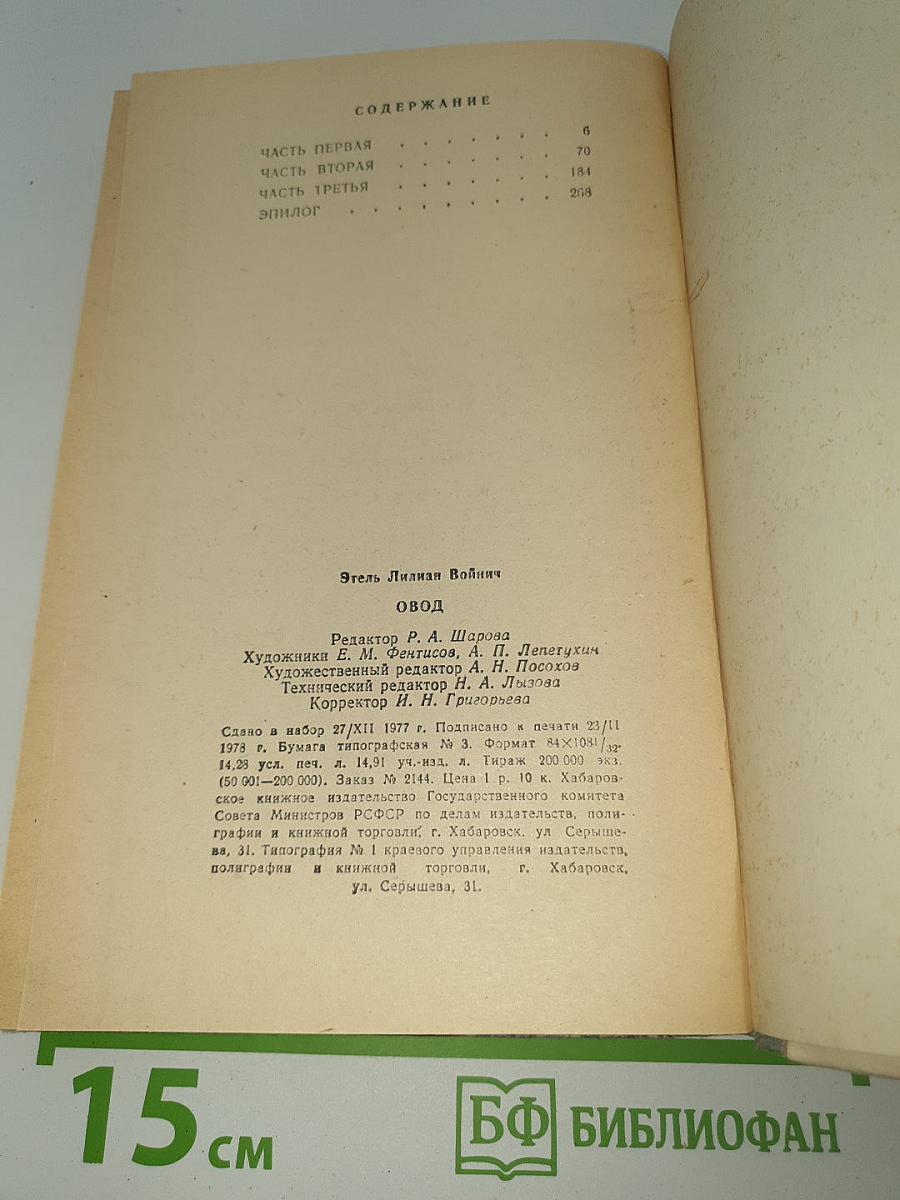 СОДЕРЖАНИЕ
ЧАСТЬ ПЕРВАЯ . . . . . . . 6
ЧАСТЬ ВТОРАЯ . . . . . . . 70
ЧАСТЬ ТРЕТЬЯ . . . . . . . 184
ЭПИЛОГ . . . . . . . . . 268
Этель Лилиан Войнич
ОВОД
Редактор Р. А. Шарова
Художники Е. М. Фентисов, А. П. Лепетухин
Художественный редактор А. Н. Посохов
Технический редактор Н. А. Лызова
Корректор И. Н. Григорьева
Сдано в набор 27/XII 1977 г. Подписано к печати 23/II
1978 г. Бумага типографская № 3. Формат 84×108 1/32.
14,28 усл. печ. л. 14,91 уч.-изд. л. Тираж 200 000 экз.
(50 001—200 000). Заказ № 2144. Цена 1 р. 10 к. Хабаров-
ское книжное издательство Государственного комитета
Совета Министров РСФСР по делам издательств, поли-
графии и книжной торговли, г. Хабаровск, ул. Серыше-
ва, 31. Типография № 1 краевого управления издательств,
полиграфии и книжной торговли, г. Хабаровск,
ул. Серышева, 31.
15 см
БФ БИБЛИОФАН